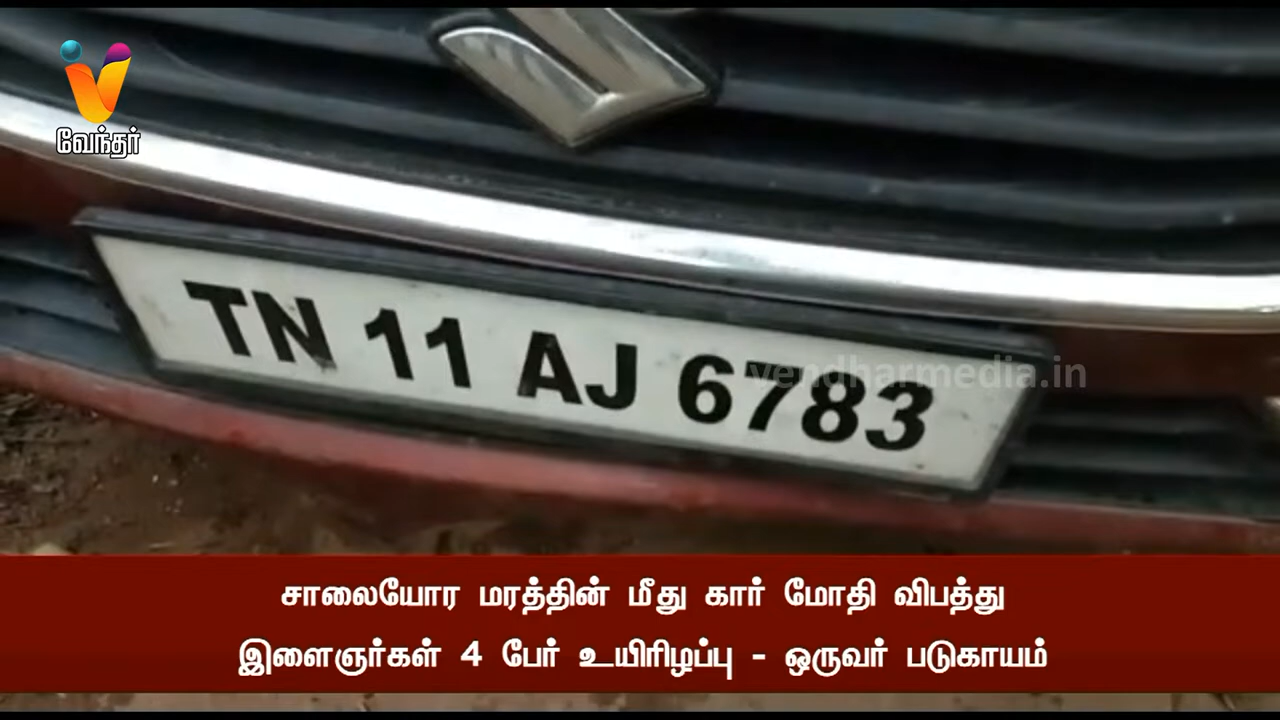 வேந்தர்
TN 11 AJ 6783
vendharmedia.in
சாலையோர மரத்தின் மீது கார் மோதி விபத்து
இளைஞர்கள் 4 பேர் உயிரிழப்பு - ஒருவர் படுகாயம்